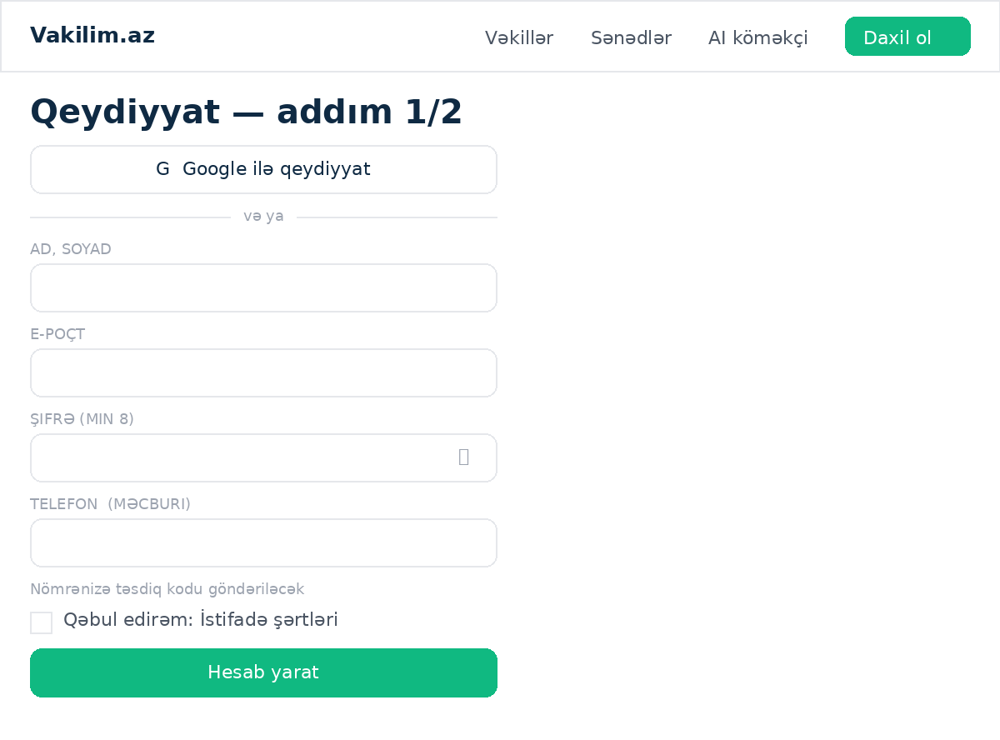 Vakilim.az
Vəkillər
Sənədlər
AI köməkçi
Daxil ol
Qeydiyyat — addım 1/2
G Google ilə qeydiyyat
və ya
AD, SOYAD
E-POÇT
ŞIFRƏ (MIN 8)
TELEFON (MƏCBURI)
Nömrənizə təsdiq kodu göndəriləcək
Qəbul edirəm: İstifadə şərtləri
Hesab yarat